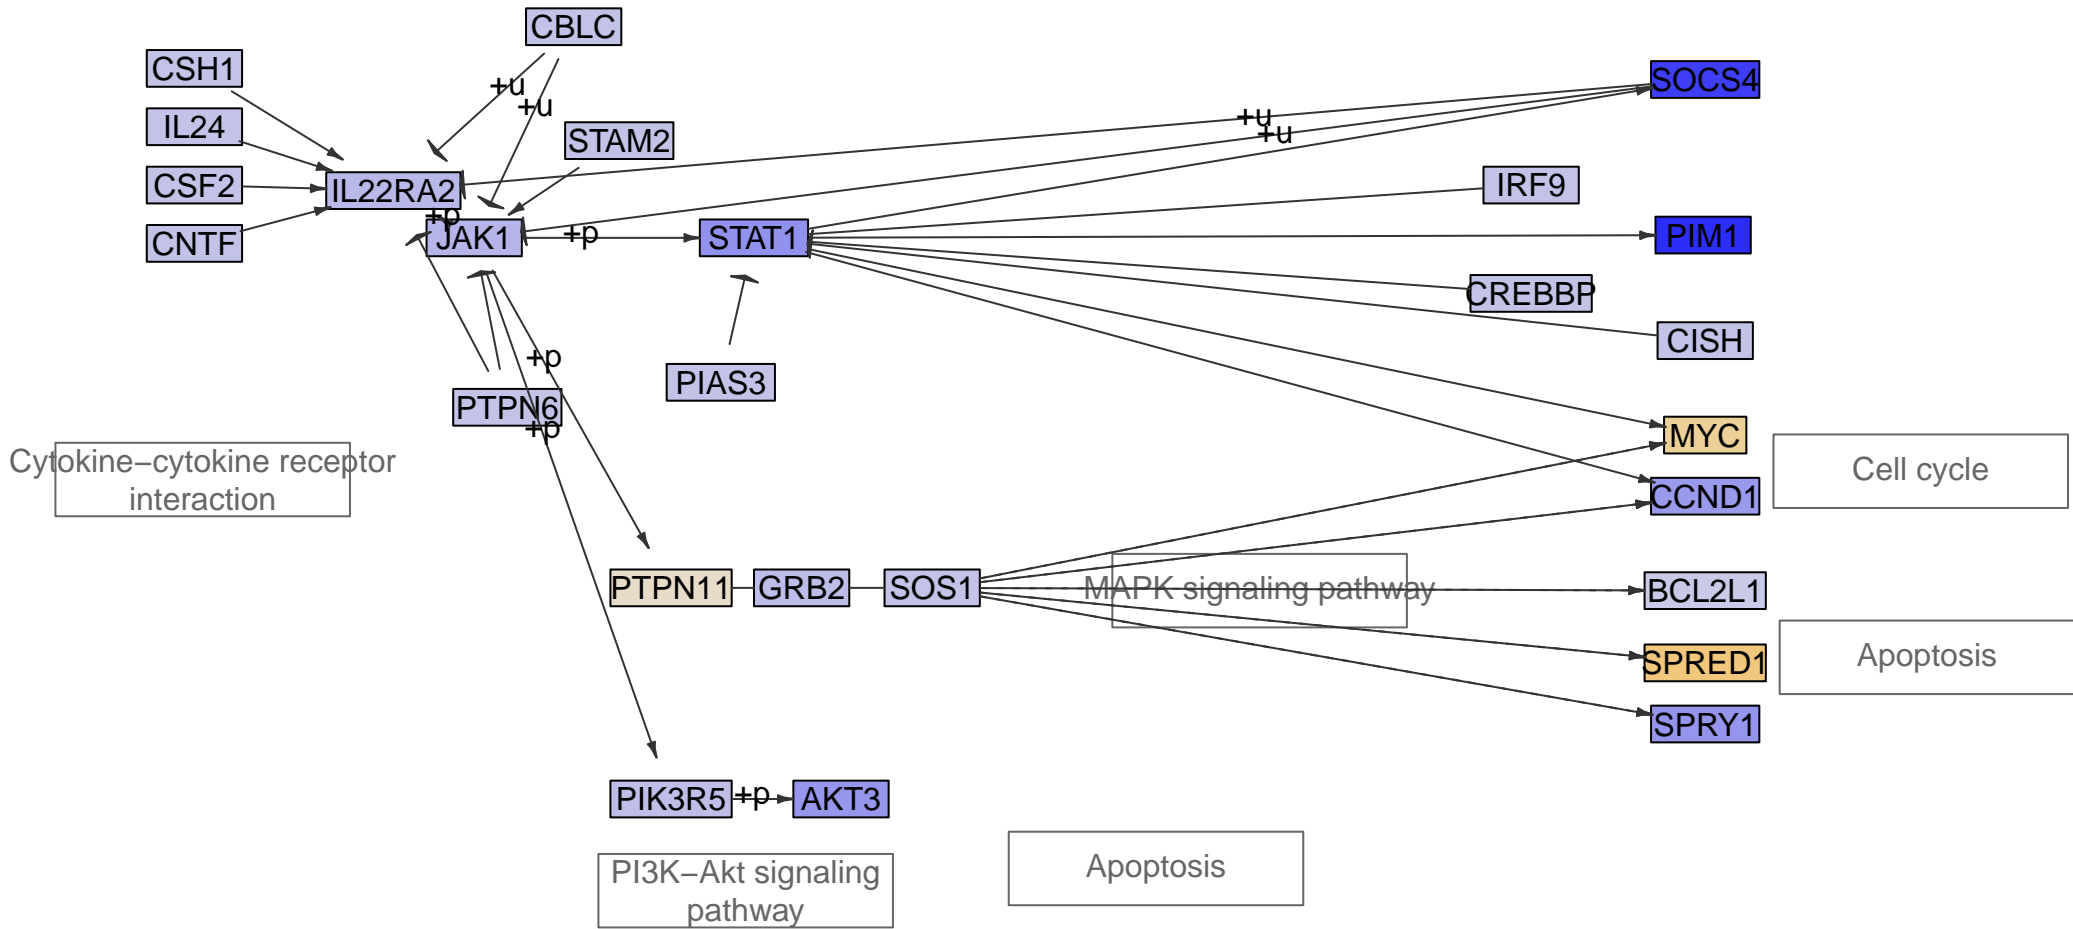 CBLC
CSH1
+u
SOCS4
+u
+u
IL24
STAM2
+u
CSF2
IL22RA2
IRF9
+p
CNTF
JAK1
+p
STAT1
PIM1
CREBBP
CISH
+p
PIAS3
PTPN6
+p
MYC
Cytokine−cytokine receptor
interaction
Cell cycle
CCND1
PTPN11
GRB2
SOS1
MAPK signaling pathway
BCL2L1
SPRED1
Apoptosis
SPRY1
PIK3R5
+p
AKT3
PI3K−Akt signaling
pathway
Apoptosis